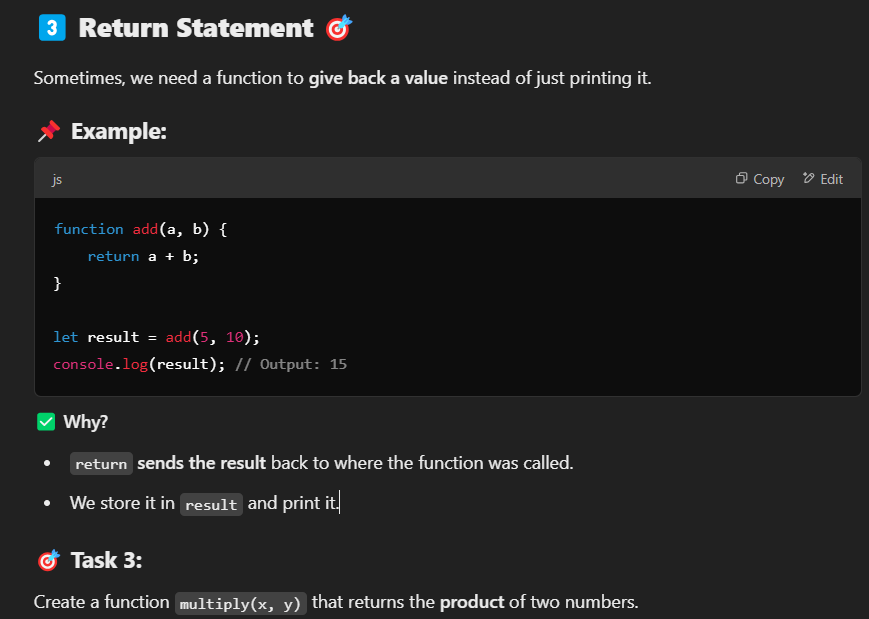 3 Return Statement 🎯
Sometimes, we need a function to give back a value instead of just printing it.
📌 Example:
js Copy Edit
function add(a, b) {
    return a + b;
}
let result = add(5, 10);
console.log(result); // Output: 15
✅ Why?
• return sends the result back to where the function was called.
• We store it in result and print it.
🎯 Task 3:
Create a function multiply(x, y) that returns the product of two numbers.